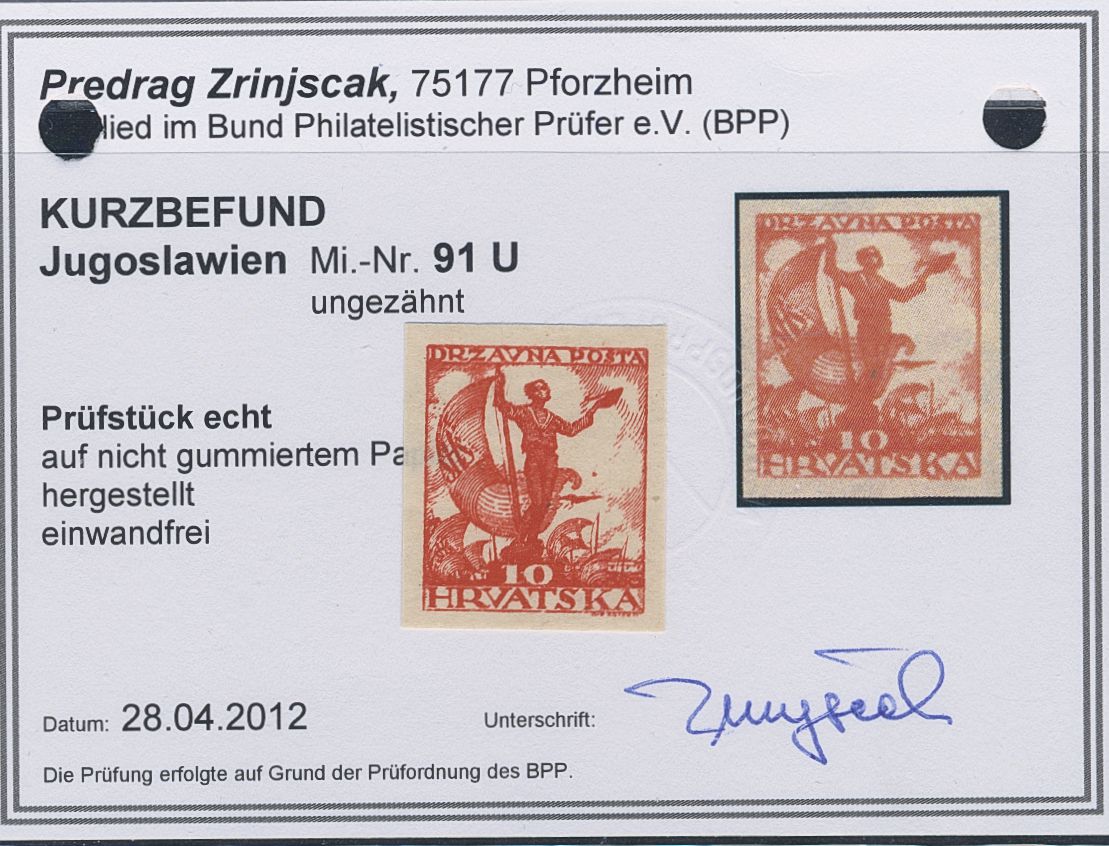 Predrag Zrinjscak, 75177 Pforzheim
lied im Bund Philatelistischer Prüfer e.V. (BPP)
KURZBEFUND
Jugoslawien Mi.-Nr. 91 U
ungezähnt
DRZAVNA POSTA
10
HRVATSKA
DRZAVNA POSTA
10
HRVATSKA
Prüfstück echt
auf nicht gummiertem Pa
hergestellt
einwandfrei
Datum: 28.04.2012 Unterschrift:
Die Prüfung erfolgte auf Grund der Prüfordnung des BPP.